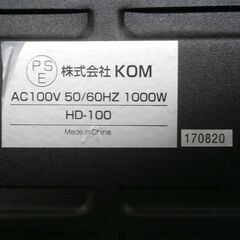 PSE 株式会社 KOM
AC100V 50/60HZ 1000W
HD-100
Made in China
170820